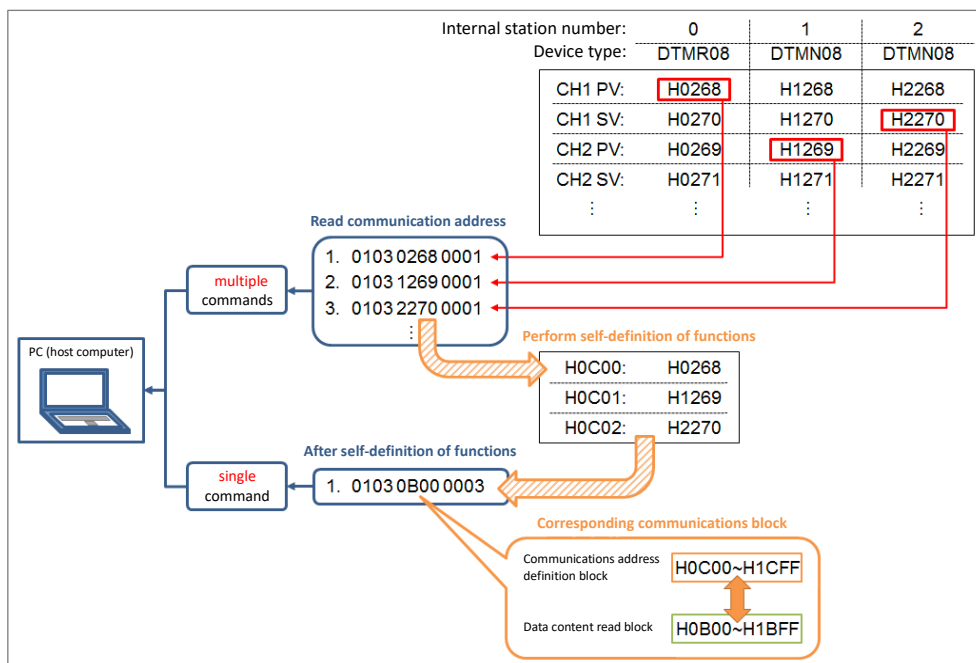 Internal station number: 0 1 2
Device type: DTMR08 DTMN08 DTMN08
CH1 PV: H0268 H1268 H2268
CH1 SV: H0270 H1270 H2270
CH2 PV: H0269 H1269 H2269
CH2 SV: H0271 H1271 H2271
⋮ ⋮ ⋮ ⋮
Read communication address
1. 0103 0268 0001
2. 0103 1269 0001
3. 0103 2270 0001
⋮
multiple
commands
PC (host computer)
Perform self-definition of functions
H0C00: H0268
H0C01: H1269
H0C02: H2270
After self-definition of functions
single
command
1. 0103 0B00 0003
Corresponding communications block
Communications address
definition block
H0C00~H1CFF
Data content read block
H0B00~H1BFF